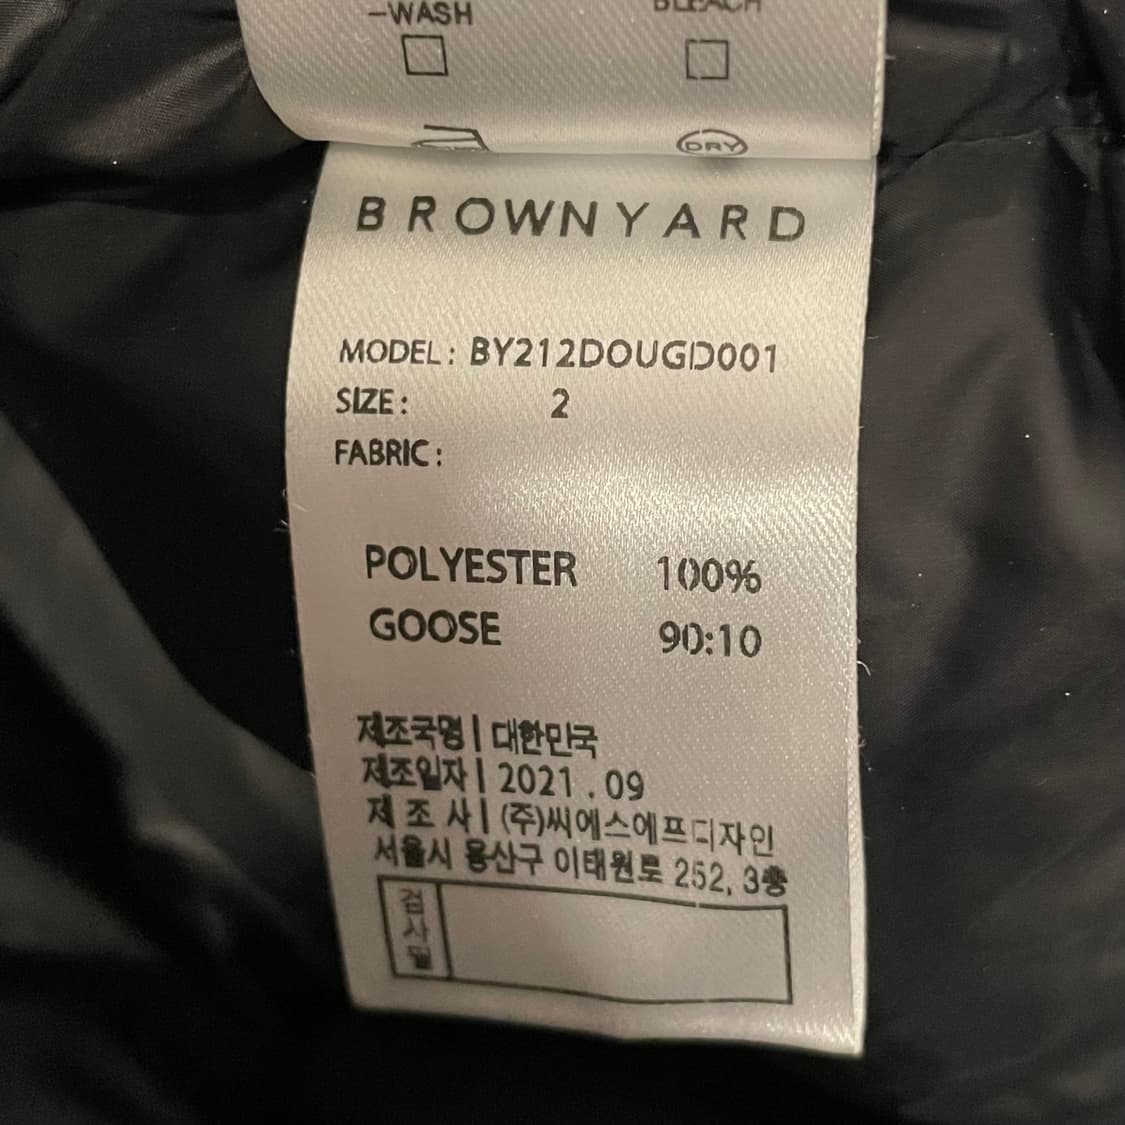 -WASH BLEACH
DRY
BROWNYARD
MODEL: BY212DOUGD001
SIZE: 2
FABRIC:
POLYESTER 100%
GOOSE 90:10
제조국명 | 대한민국
제조일자 | 2021.09
제 조 사 | (주)씨에스에프디자인
서울시 용산구 이태원로 252, 3층
검사필